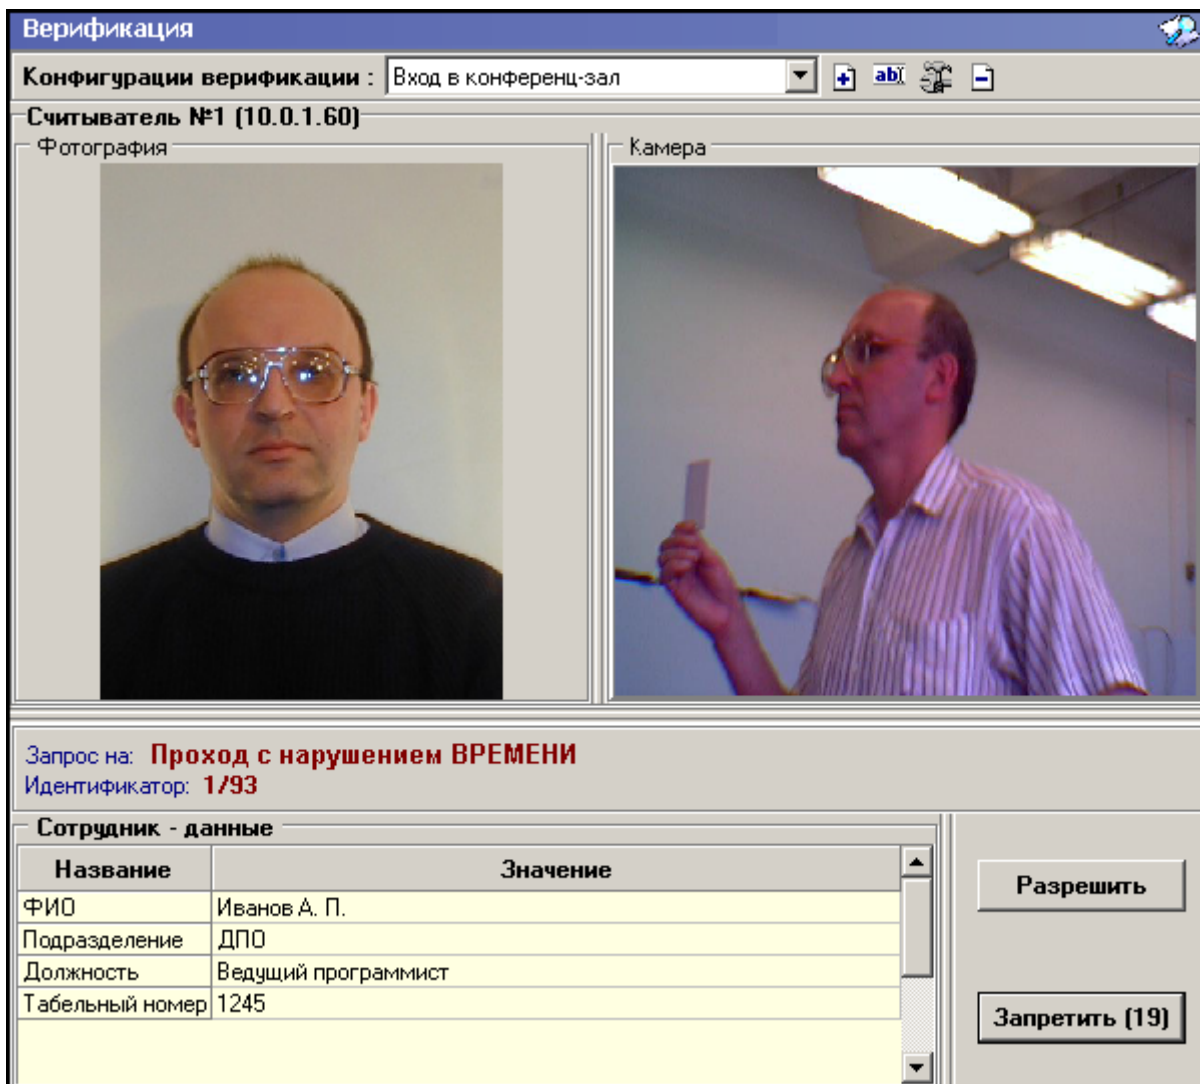 Верификация
Конфигурации верификации : Вход в конференц-зал
abI
Считыватель №1 (10.0.1.60)
Фотография
Камера
Запрос на: Проход с нарушением ВРЕМЕНИ
Идентификатор: 1/93
Сотрудник - данные
Название Значение
ФИО Иванов А. П.
Подразделение ДПО
Должность Ведущий программист
Табельный номер 1245
Разрешить
Запретить (19)